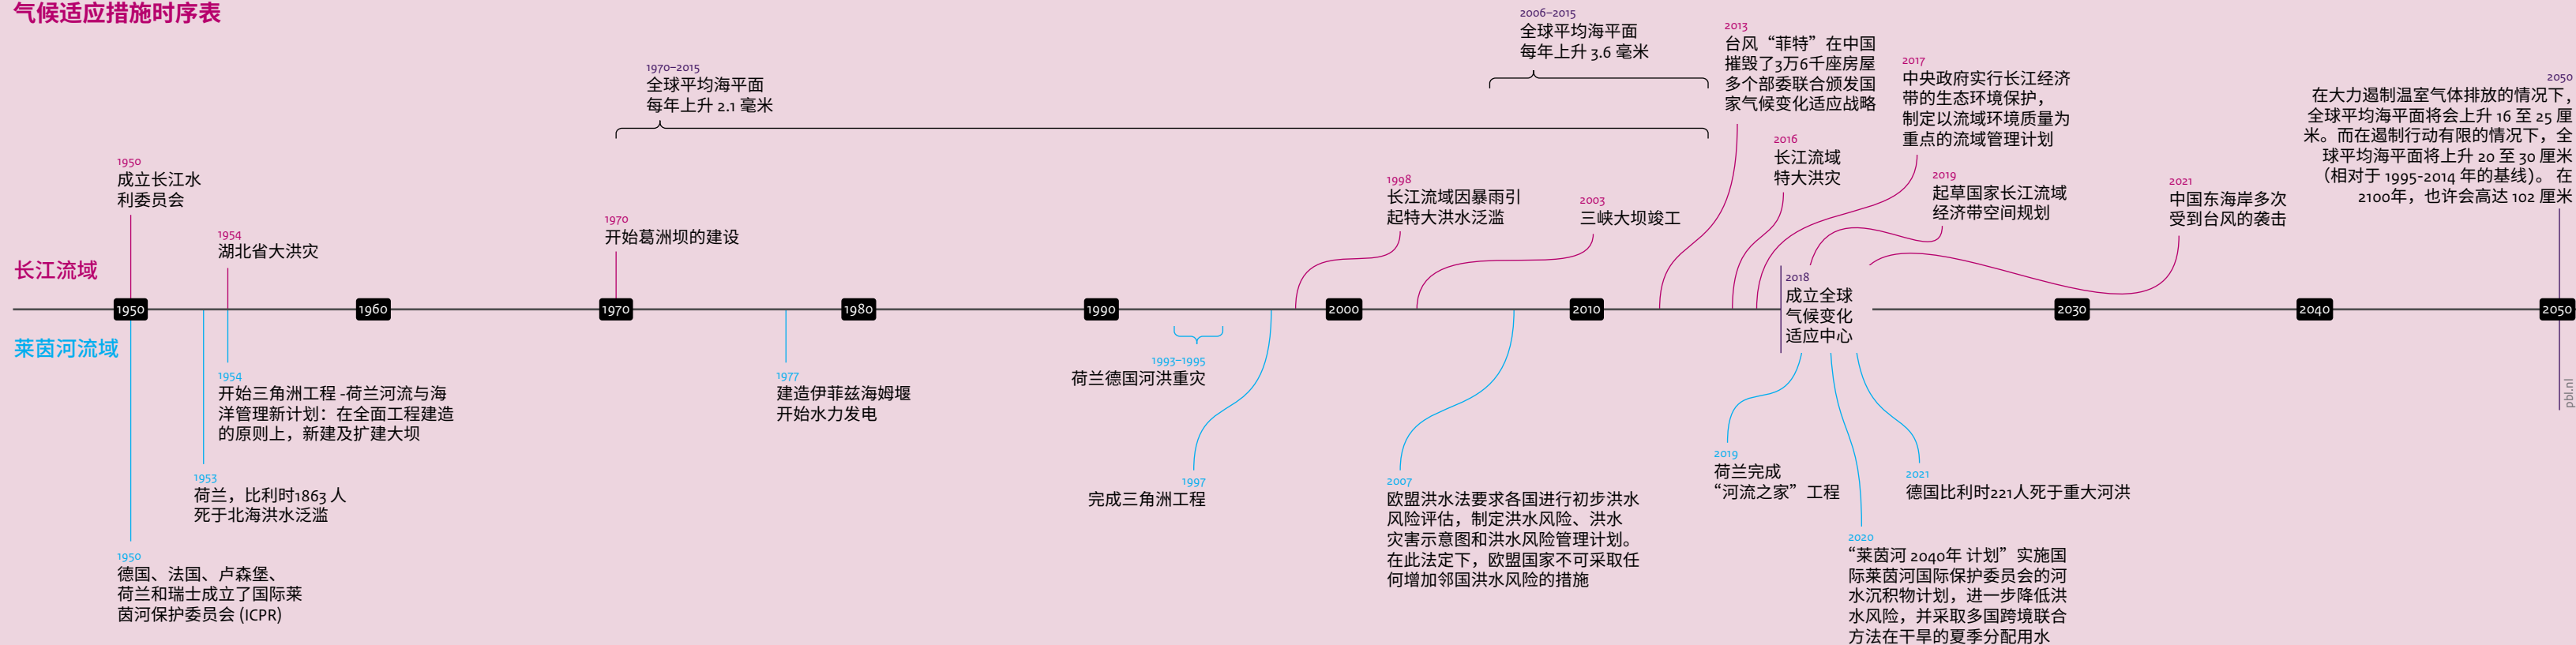 气候适应措施时序表
2006–2015
全球平均海平面
每年上升 3.6 毫米
2013
台风“菲特”在中国
摧毁了3万6千座房屋
多个部委联合颁发国
家气候变化适应战略
2017
中央政府实行长江经济
带的生态环境保护，
制定以流域环境质量为
重点的流域管理计划
2050
在大力遏制温室气体排放的情况下，
全球平均海平面将会上升 16 至 25 厘
米。而在遏制行动有限的情况下，全
球平均海平面将上升 20 至 30 厘米
（相对于 1995-2014 年的基线）。在
2100年，也许会高达 102 厘米
1970–2015
全球平均海平面
每年上升 2.1 毫米
1950
成立长江水
利委员会
1954
湖北省大洪灾
1970
开始葛洲坝的建设
1998
长江流域因暴雨引
起特大洪水泛滥
2003
三峡大坝竣工
2016
长江流域
特大洪灾
2019
起草国家长江流域
经济带空间规划
2021
中国东海岸多次
受到台风的袭击
长江流域
1950
1960
1970
1980
1990
2000
2010
2018
成立全球
气候变化
适应中心
2030
2040
2050
莱茵河流域
1954
开始三角洲工程 -荷兰河流与海
洋管理新计划：在全面工程建造
的原则上，新建及扩建大坝
1953
荷兰，比利时1863 人
死于北海洪水泛滥
1950
德国、法国、卢森堡、
荷兰和瑞士成立了国际莱
茵河保护委员会 (ICPR)
1977
建造伊菲兹海姆堰
开始水力发电
1993–1995
荷兰德国河洪重灾
1997
完成三角洲工程
2007
欧盟洪水法要求各国进行初步洪水
风险评估，制定洪水风险、洪水
灾害示意图和洪水风险管理计划。
在此法定下，欧盟国家不可采取任
何增加邻国洪水风险的措施
2019
荷兰完成
“河流之家”工程
2021
德国比利时221人死于重大河洪
2020
“莱茵河 2040年 计划”实施国
际莱茵河国际保护委员会的河
水沉积物计划，进一步降低洪
水风险，并采取多国跨境联合
方法在干旱的夏季分配用水
pbl.nl